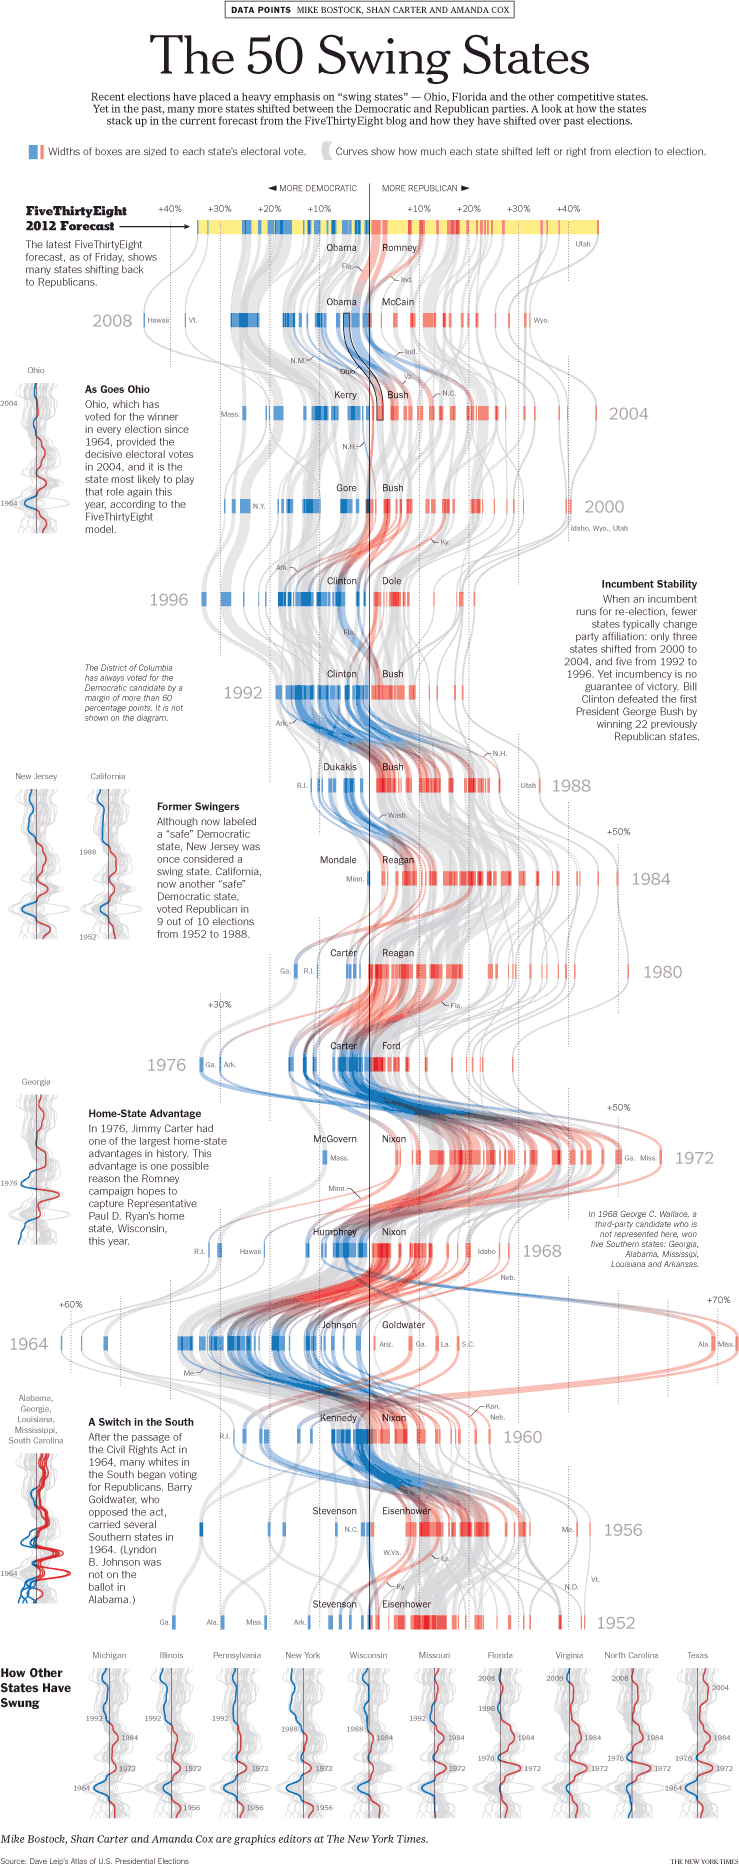 DATA POINTS MIKE BOSTOCK, SHAN CARTER AND AMANDA COX
The 50 Swing States
Recent elections have placed a heavy emphasis on “swing states” — Ohio, Florida and the other competitive states.
Yet in the past, many more states shifted between the Democratic and Republican parties. A look at how the states
stack up in the current forecast from the FiveThirtyEight blog and how they have shifted over past elections.
Widths of boxes are sized to each state’s electoral vote.
Curves show how much each state shifted left or right from election to election.
◄ MORE DEMOCRATIC
MORE REPUBLICAN ►
+40%
+30%
+20%
+10%
+10%
+20%
+30%
+40%
FiveThirtyEight
2012 Forecast
The latest FiveThirtyEight
forecast, as of Friday, shows
many states shifting back
to Republicans.
Obama
Romney
Utah
Fla.
Ind.
Obama
McCain
2008
Hawaii
Vt.
Wyo.
N.M.
Ohio
Ind.
Va.
N.C.
Kerry
Bush
Mass.
2004
N.H.
Gore
Bush
N.Y.
2000
Idaho, Wyo., Utah
Ky.
Ark.
Ohio
2004
1964
As Goes Ohio
Ohio, which has
voted for the winner
in every election since
1964, provided the
decisive electoral votes
in 2004, and it is the
state most likely to play
that role again this
year, according to the
FiveThirtyEight
model.
Clinton
Dole
1996
Fla.
Incumbent Stability
When an incumbent
runs for re-election, fewer
states typically change
party affiliation: only three
states shifted from 2000 to
2004, and five from 1992 to
1996. Yet incumbency is no
guarantee of victory. Bill
Clinton defeated the first
President George Bush by
winning 22 previously
Republican states.
The District of Columbia
has always voted for the
Democratic candidate by a
margin of more than 60
percentage points. It is not
shown on the diagram.
Clinton
Bush
1992
Ark.
N.H.
Dukakis
Bush
R.I.
Utah
1988
Wash.
New Jersey
California
1988
1952
Former Swingers
Although now labeled
a “safe” Democratic
state, New Jersey was
once considered a
swing state. California,
now another “safe”
Democratic state,
voted Republican in
9 out of 10 elections
from 1952 to 1988.
+50%
Mondale
Reagan
Minn.
1984
Carter
Reagan
Ga.
R.I.
1980
+30%
Fla.
Carter
Ford
1976
Ga.
Ark.
Georgia
1976
Home-State Advantage
In 1976, Jimmy Carter had
one of the largest home-state
advantages in history. This
advantage is one possible
reason the Romney
campaign hopes to
capture Representative
Paul D. Ryan’s home
state, Wisconsin,
this year.
+50%
McGovern
Nixon
Mass.
Ga.
Miss.
1972
Minn.
In 1968 George C. Wallace, a
third-party candidate who is
not represented here, won
five Southern states: Georgia,
Alabama, Mississipi,
Louisiana and Arkansas.
Humphrey
Nixon
R.I.
Hawaii
Idaho
1968
Neb.
+60%
+70%
Johnson
Goldwater
1964
Ariz.
Ga.
La.
S.C.
Ala.
Miss.
Me.
Alabama,
Georgia,
Louisiana,
Mississippi,
South Carolina
1964
A Switch in the South
After the passage of
the Civil Rights Act in
1964, many whites in
the South began voting
for Republicans. Barry
Goldwater, who
opposed the act,
carried several
Southern states in
1964. (Lyndon
B. Johnson was
not on the
ballot in
Alabama.)
Kan.
Neb.
Kennedy
Nixon
R.I.
1960
Stevenson
Eisenhower
N.C.
Me.
1956
W.Va.
La.
Ky.
N.D.
Vt.
Stevenson
Eisenhower
Ga.
Ala.
Miss.
Ark.
1952
How Other
States Have
Swung
Michigan
Illinois
Pennsylvania
New York
Wisconsin
Missouri
Florida
Virginia
North Carolina
Texas
1992
1984
1972
1964
1992
1956
1992
1972
1956
1988
1956
1988
1984
1992
1984
1972
2008
1996
1984
1976
1972
2008
1984
1972
2008
1984
1976
1972
2004
1984
1976
1972
1964
Mike Bostock, Shan Carter and Amanda Cox are graphics editors at The New York Times.
Source: Dave Leip’s Atlas of U.S. Presidential Elections
THE NEW YORK TIMES